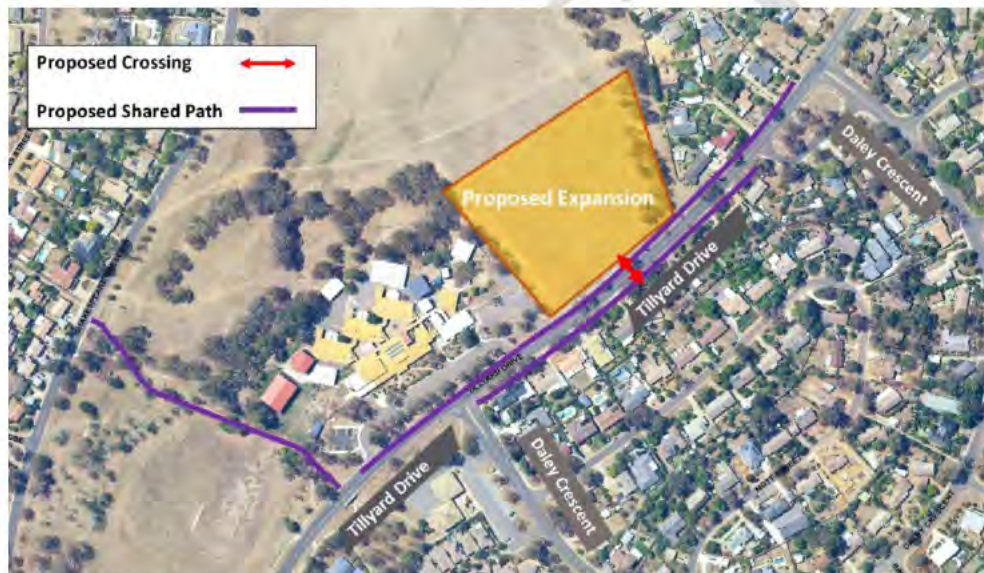 Proposed Crossing
Proposed Shared Path
Proposed Expansion
Daley Crescent
Tillyard Drive
Tillyard Drive
Daley Crescent